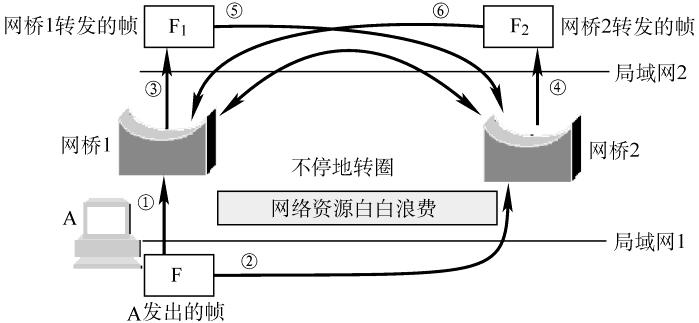 网桥1转发的帧
F1
⑤
⑥
F2
网桥2转发的帧
局域网2
③
④
网桥1
网桥2
不停地转圈
网络资源白白浪费
A
①
局域网1
F
②
A发出的帧